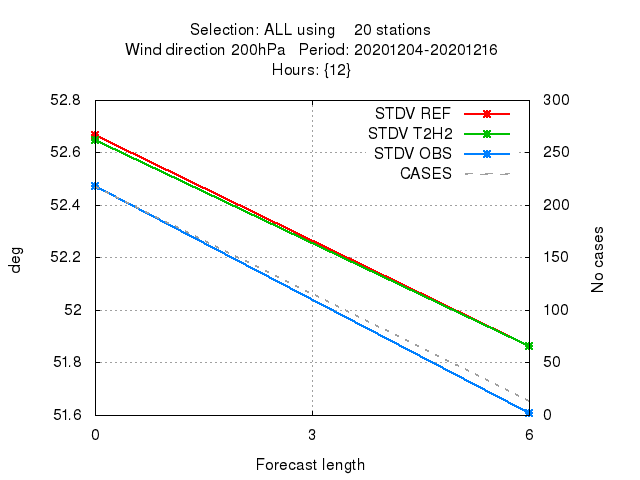 Selection: ALL using    20 stations
Wind direction 200hPa   Period: 20201204-20201216
Hours: {12}
52.8
52.6
52.4
52.2
52
51.8
51.6
deg
300
250
200
150
100
50
0
No cases
STDV REF
STDV T2H2
STDV OBS
CASES
0
3
6
Forecast length